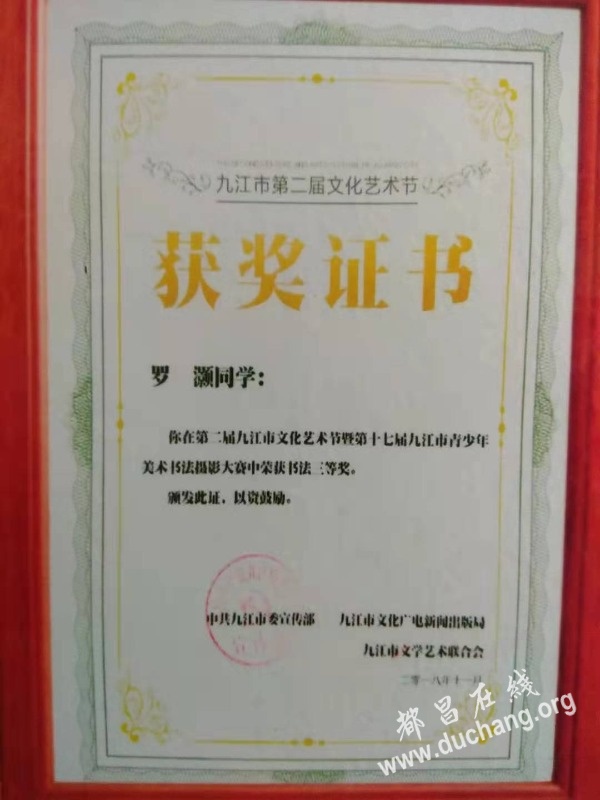 九江市第二届文化艺术节
获奖证书
罗 灏同学：
你在第二届九江市文化艺术节暨第十七届九江市青少年
美术书法摄影大赛中荣获书法三等奖。
颁发此证，以资鼓励。
中共九江市委宣传部 九江市文化广电新闻出版局
九江市文学艺术联合会
二零一八年十一月
都昌在线
www.duchang.org